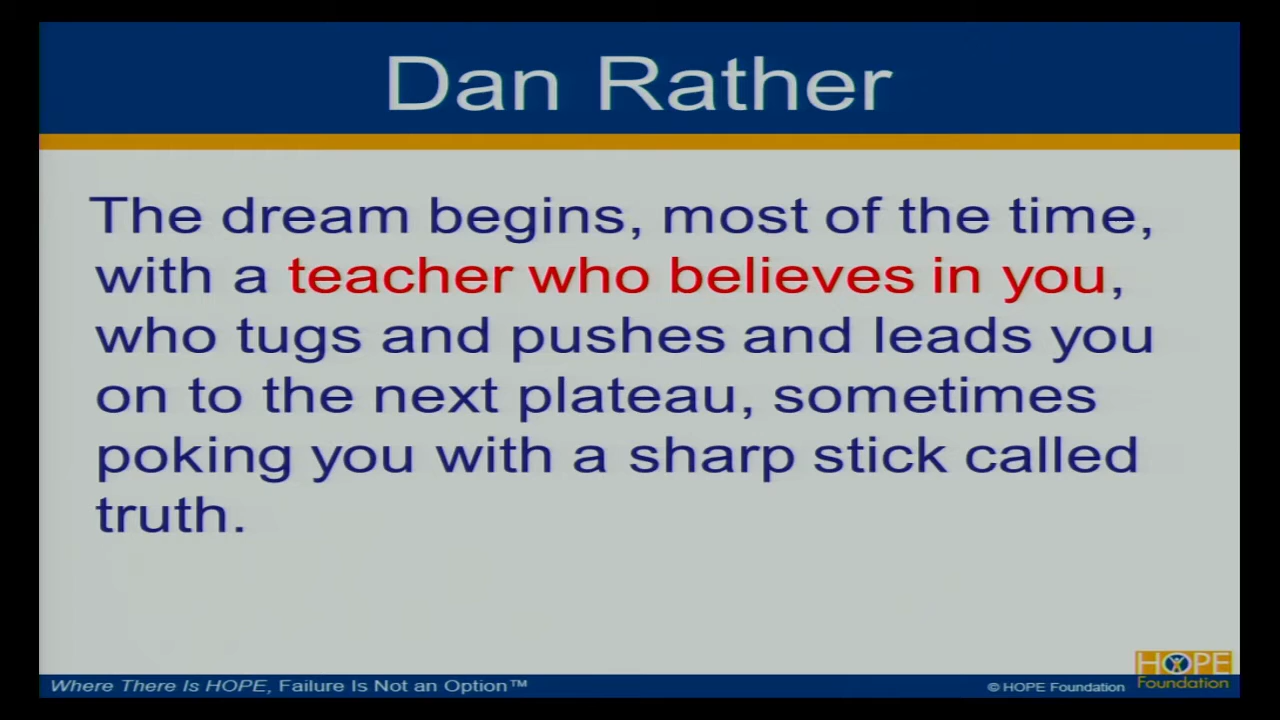 Dan Rather
The dream begins, most of the time,
with a teacher who believes in you,
who tugs and pushes and leads you
on to the next plateau, sometimes
poking you with a sharp stick called
truth.
Where There Is HOPE, Failure Is Not an Option™
© HOPE Foundation
HOPE
Foundation